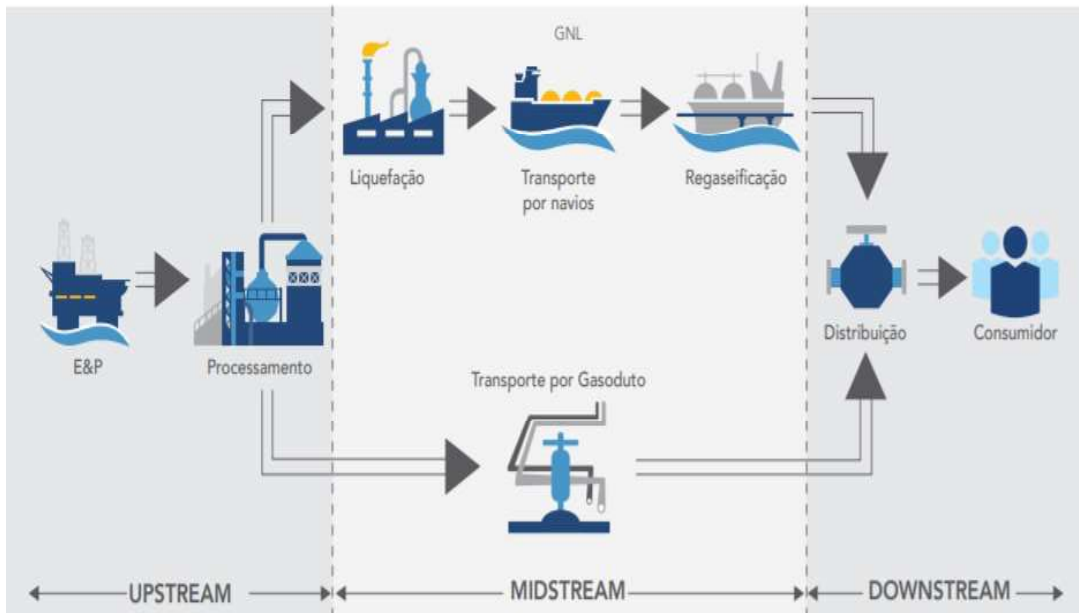 GNL
Liquefação
Transporte
por navios
Regaseificação
E&P
Processamento
Transporte por Gasoduto
Distribuição
Consumidor
UPSTREAM
MIDSTREAM
DOWNSTREAM